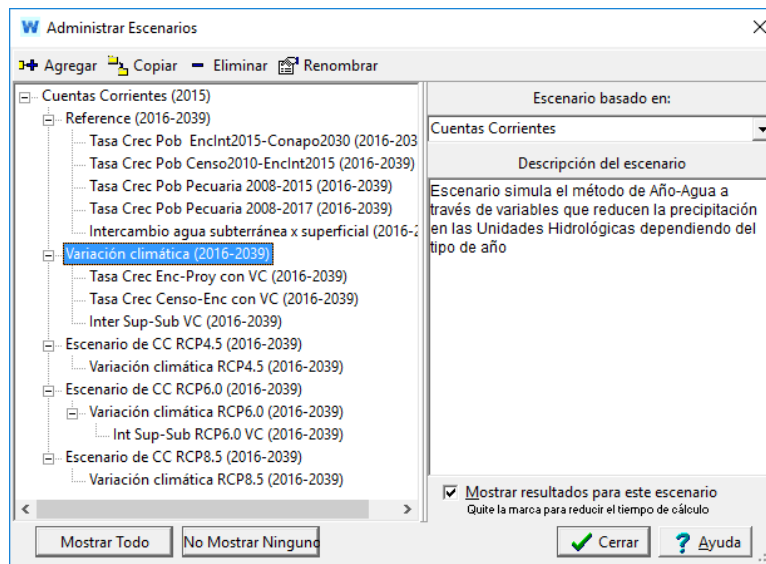 W Administrar Escenarios
Agregar Copiar Eliminar Renombrar
Cuentas Corrientes (2015)
Reference (2016-2039)
Tasa Crec Pob EncInt2015-Conapo2030 (2016-203
Tasa Crec Pob Censo2010-EncInt2015 (2016-2039)
Tasa Crec Pob Pecuaria 2008-2015 (2016-2039)
Tasa Crec Pob Pecuaria 2008-2017 (2016-2039)
Intercambio agua subterránea x superficial (2016-2
Variación climática (2016-2039)
Tasa Crec Enc-Proy con VC (2016-2039)
Tasa Crec Censo-Enc con VC (2016-2039)
Inter Sup-Sub VC (2016-2039)
Escenario de CC RCP4.5 (2016-2039)
Variación climática RCP4.5 (2016-2039)
Escenario de CC RCP6.0 (2016-2039)
Variación climática RCP6.0 (2016-2039)
Int Sup-Sub RCP6.0 VC (2016-2039)
Escenario de CC RCP8.5 (2016-2039)
Variación climática RCP8.5 (2016-2039)
Mostrar Todo No Mostrar Ninguno
Escenario basado en:
Cuentas Corrientes
Descripción del escenario
Escenario simula el método de Año-Agua a
través de variables que reducen la precipitación
en las Unidades Hidrológicas dependiendo del
tipo de año
Mostrar resultados para este escenario
Quite la marca para reducir el tiempo de cálculo
Cerrar ? Ayuda